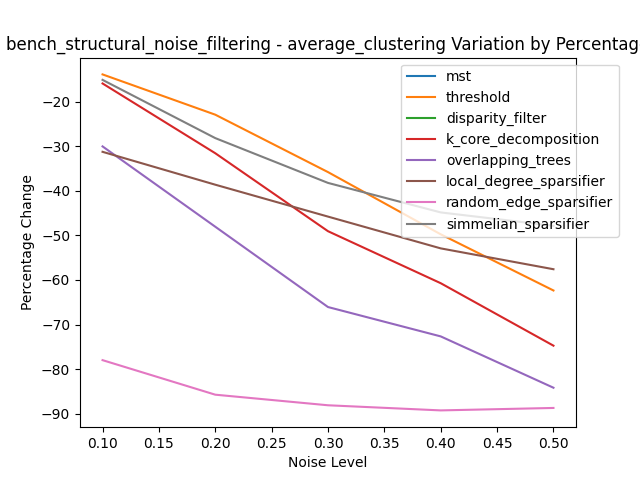 bench_structural_noise_filtering - average_clustering Variation by Percentag
mst
threshold
disparity_filter
k_core_decomposition
overlapping_trees
local_degree_sparsifier
random_edge_sparsifier
simmelian_sparsifier
Percentage Change
−20
−30
−40
−50
−60
−70
−80
−90
0.10 0.15 0.20 0.25 0.30 0.35 0.40 0.45 0.50
Noise Level